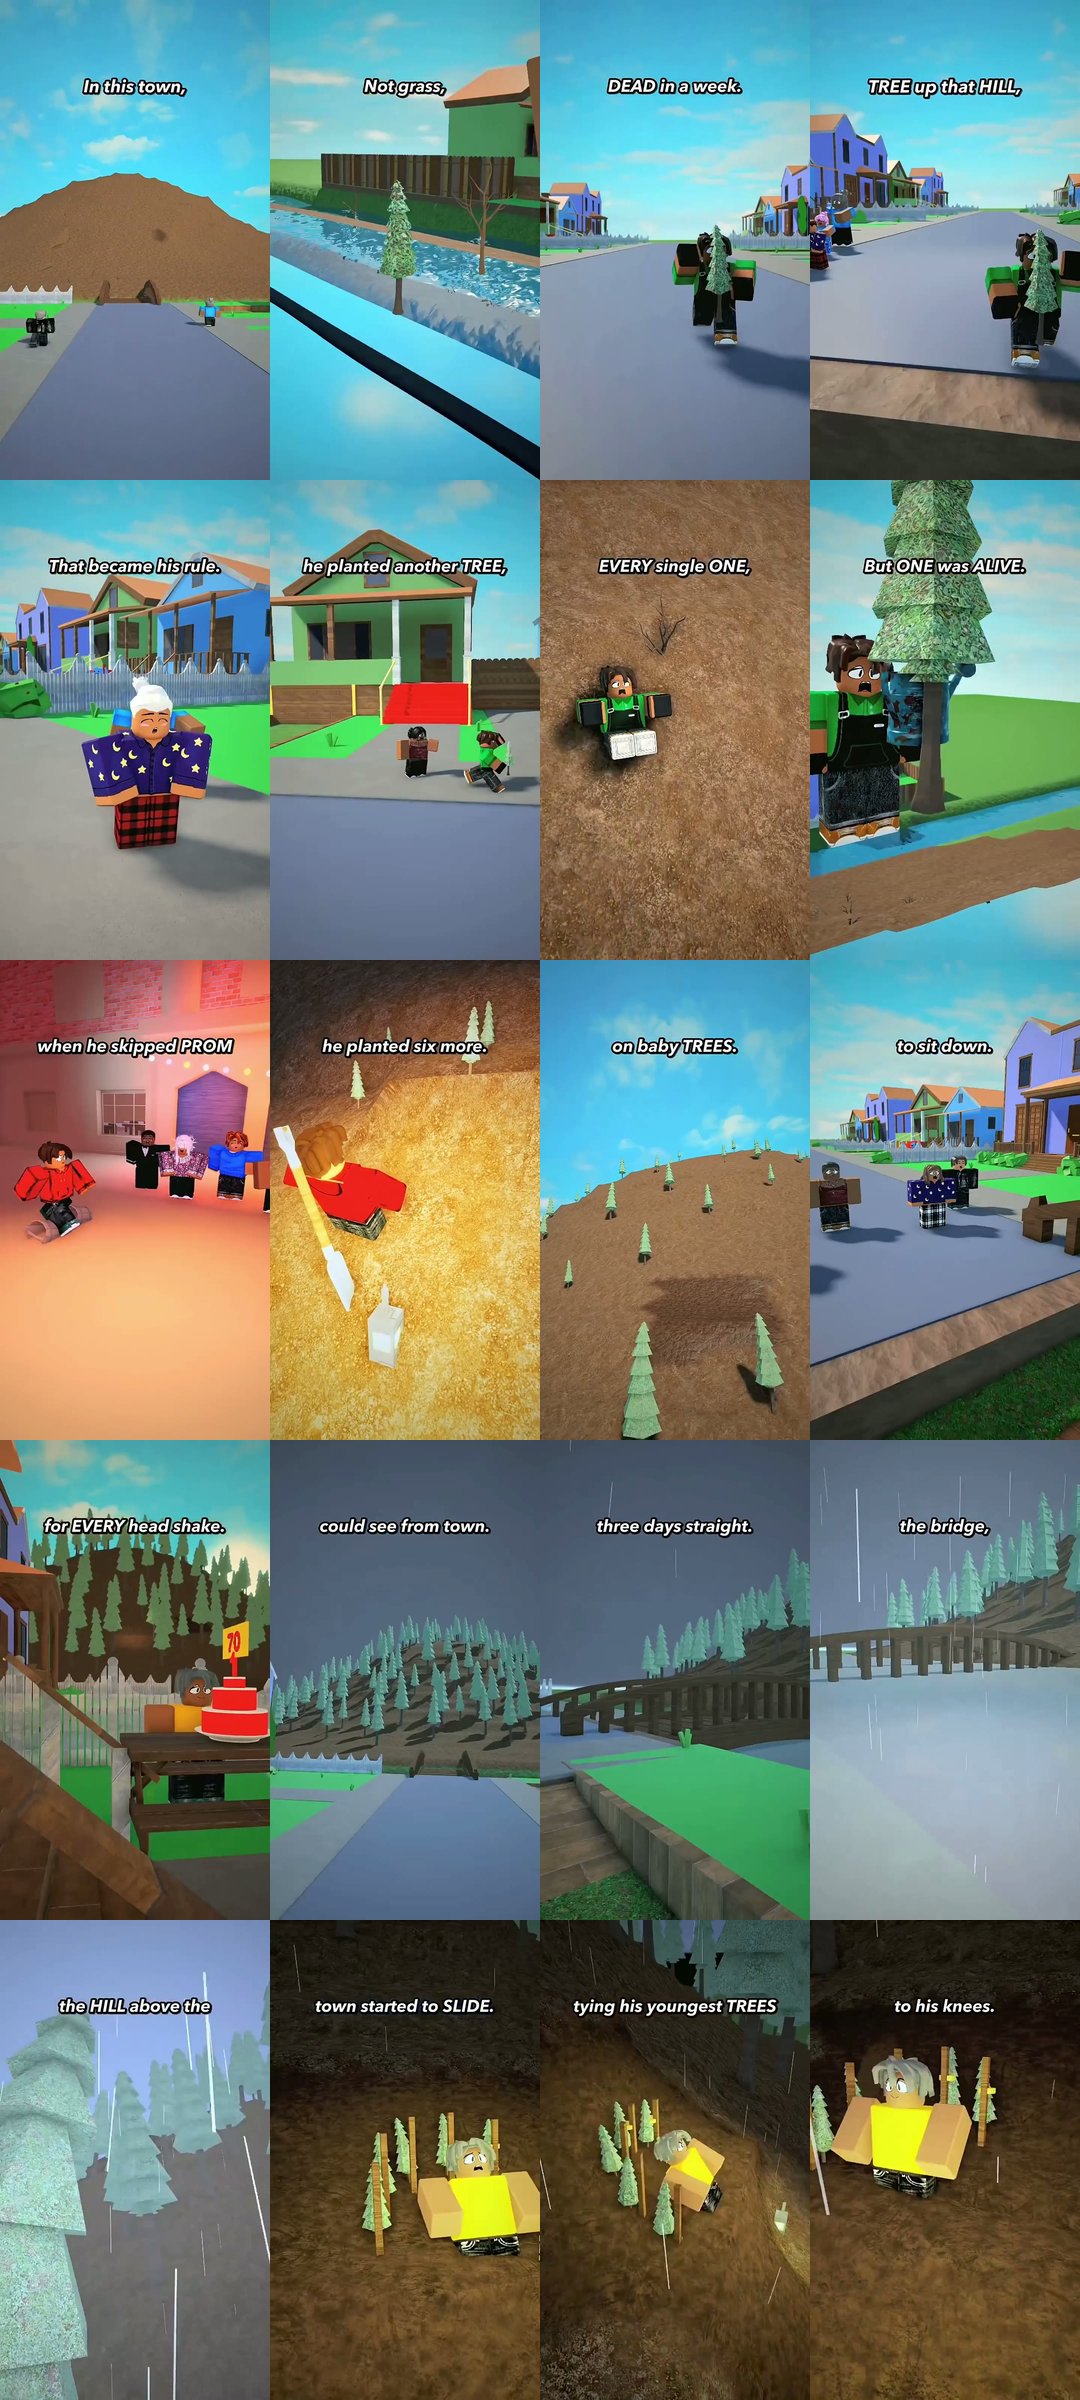 In this town,
Not grass,
DEAD in a week.
TREE up that HILL,
That became his rule.
he planted another TREE,
EVERY single ONE,
But ONE was ALIVE.
when he skipped PROM
he planted six more.
on baby TREES.
to sit down.
for EVERY head shake.
70
could see from town.
three days straight.
the bridge,
the HILL above the
town started to SLIDE.
tying his youngest TREES
to his knees.